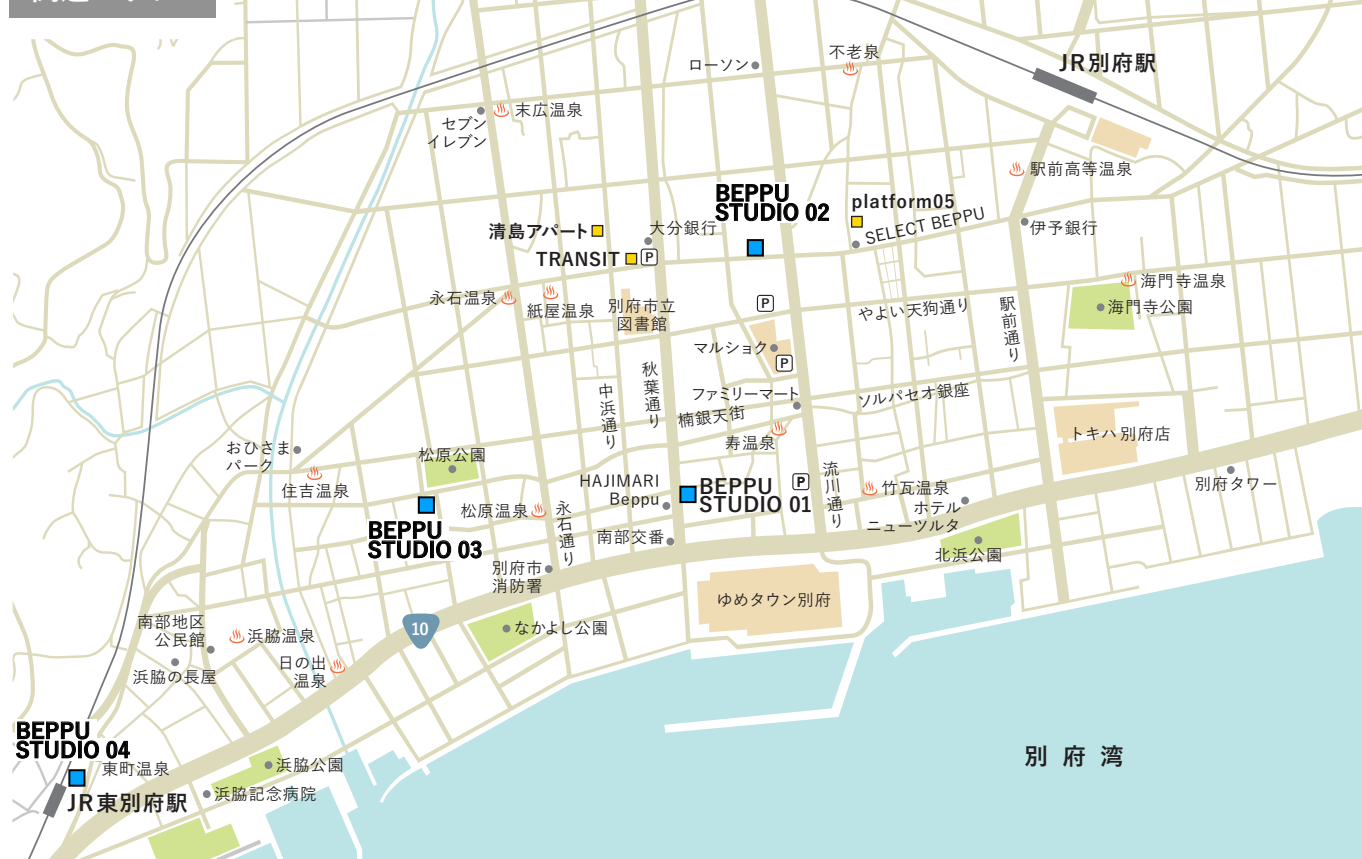 JR別府駅
不老泉
ローソン
末広温泉
セブン
イレブン
駅前高等温泉
BEPPU
STUDIO 02
platform05
SELECT BEPPU
伊予銀行
清島アパート
大分銀行
TRANSIT
P
海門寺温泉
海門寺公園
永石温泉
紙屋温泉
別府市立
図書館
P
やよい天狗通り
駅前通り
マルショク
P
秋葉通り
中浜通り
ファミリーマート
楠銀天街
ソルパセオ銀座
寿温泉
トキハ別府店
おひさま
パーク
松原公園
住吉温泉
HAJIMARI
Beppu
BEPPU
STUDIO 01
P
流川通り
竹瓦温泉
ホテル
ニューツルタ
別府タワー
BEPPU
STUDIO 03
松原温泉
永石通り
南部交番
北浜公園
別府市
消防署
ゆめタウン別府
10
なかよし公園
南部地区
公民館
浜脇温泉
浜脇の長屋
日の出
温泉
BEPPU
STUDIO 04
東町温泉
JR東別府駅
浜脇公園
浜脇記念病院
別府湾